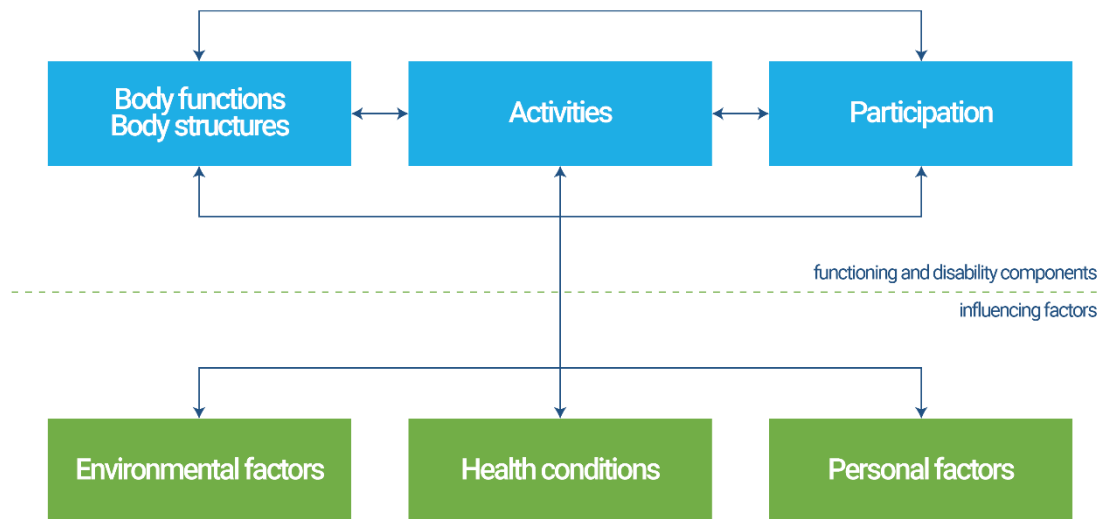 Body functions
Body structures
Activities
Participation
functioning and disability components
influencing factors
Environmental factors
Health conditions
Personal factors